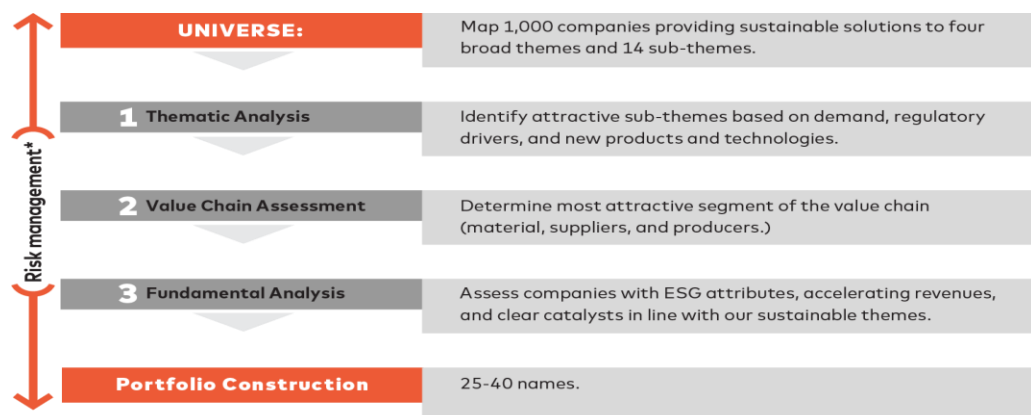 UNIVERSE:
Map 1,000 companies providing sustainable solutions to four
broad themes and 14 sub-themes.
1 Thematic Analysis
Identify attractive sub-themes based on demand, regulatory
drivers, and new products and technologies.
Risk management*
2 Value Chain Assessment
Determine most attractive segment of the value chain
(material, suppliers, and producers.)
3 Fundamental Analysis
Assess companies with ESG attributes, accelerating revenues,
and clear catalysts in line with our sustainable themes.
Portfolio Construction
25-40 names.